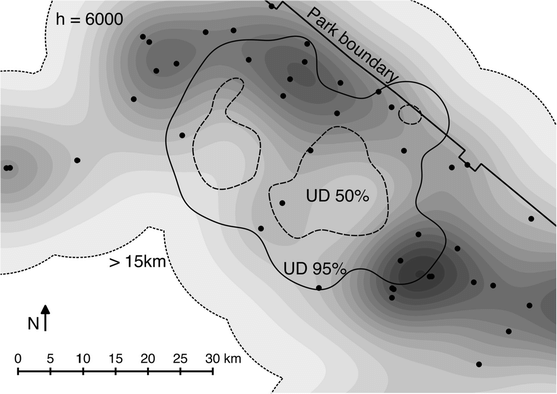 h = 6000
Park boundary
UD 50%
> 15km
UD 95%
N
0 5 10 15 20 25 30 km